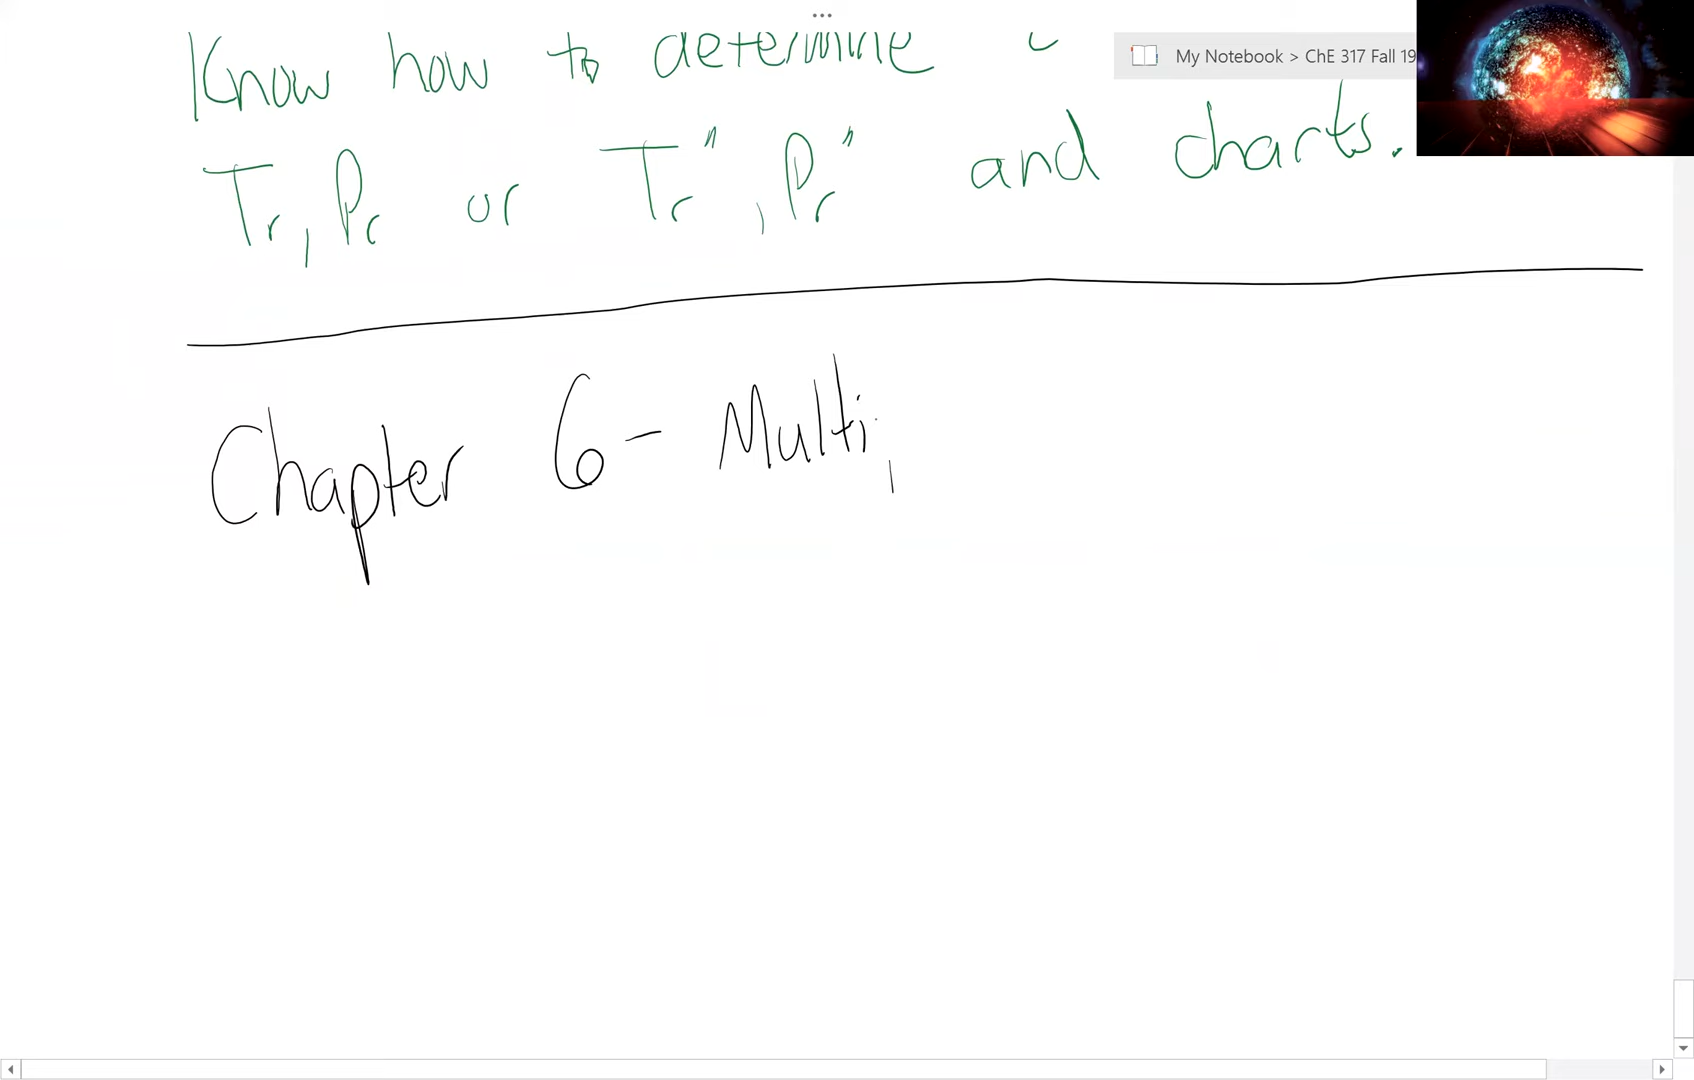 Know how to determine
My Notebook > ChE 317 Fall 19
Tr, Pr or Tr", Pr" and charts.
Chapter 6 - Multi